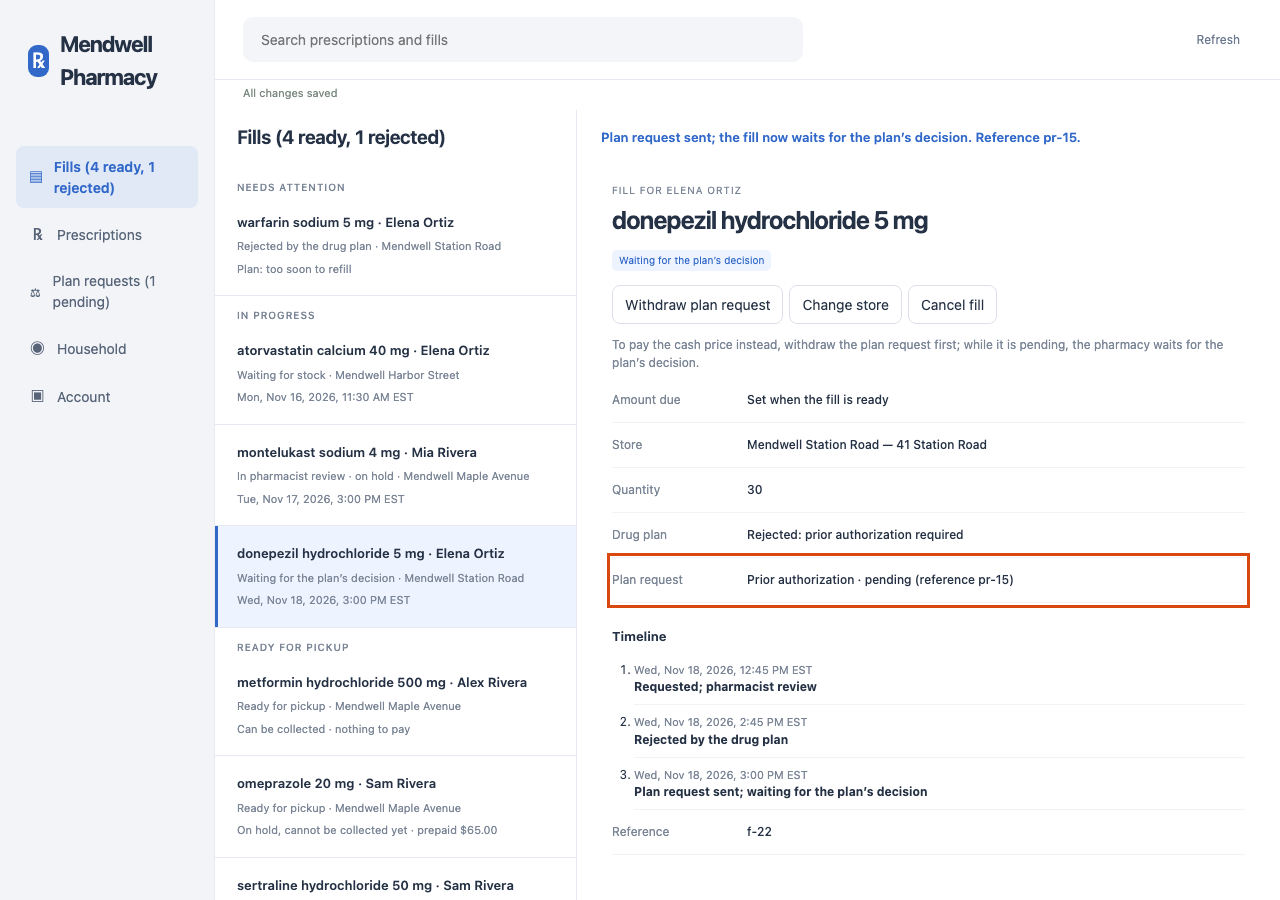 Mendwell
Pharmacy
Fills (4 ready, 1
rejected)
Prescriptions
Plan requests (1
pending)
Household
Account
Search prescriptions and fills
Refresh
All changes saved
Fills (4 ready, 1 rejected)
NEEDS ATTENTION
warfarin sodium 5 mg · Elena Ortiz
Rejected by the drug plan · Mendwell Station Road
Plan: too soon to refill
IN PROGRESS
atorvastatin calcium 40 mg · Elena Ortiz
Waiting for stock · Mendwell Harbor Street
Mon, Nov 16, 2026, 11:30 AM EST
montelukast sodium 4 mg · Mia Rivera
In pharmacist review · on hold · Mendwell Maple Avenue
Tue, Nov 17, 2026, 3:00 PM EST
donepezil hydrochloride 5 mg · Elena Ortiz
Waiting for the plan’s decision · Mendwell Station Road
Wed, Nov 18, 2026, 3:00 PM EST
READY FOR PICKUP
metformin hydrochloride 500 mg · Alex Rivera
Ready for pickup · Mendwell Maple Avenue
Can be collected · nothing to pay
omeprazole 20 mg · Sam Rivera
Ready for pickup · Mendwell Maple Avenue
On hold, cannot be collected yet · prepaid $65.00
sertraline hydrochloride 50 mg · Sam Rivera
Plan request sent; the fill now waits for the plan’s decision. Reference pr-15.
FILL FOR ELENA ORTIZ
donepezil hydrochloride 5 mg
Waiting for the plan’s decision
Withdraw plan request Change store Cancel fill
To pay the cash price instead, withdraw the plan request first; while it is pending, the pharmacy waits for the
plan’s decision.
Amount due Set when the fill is ready
Store Mendwell Station Road — 41 Station Road
Quantity 30
Drug plan Rejected: prior authorization required
Plan request Prior authorization · pending (reference pr-15)
Timeline
1. Wed, Nov 18, 2026, 12:45 PM EST
Requested; pharmacist review
2. Wed, Nov 18, 2026, 2:45 PM EST
Rejected by the drug plan
3. Wed, Nov 18, 2026, 3:00 PM EST
Plan request sent; waiting for the plan’s decision
Reference f-22